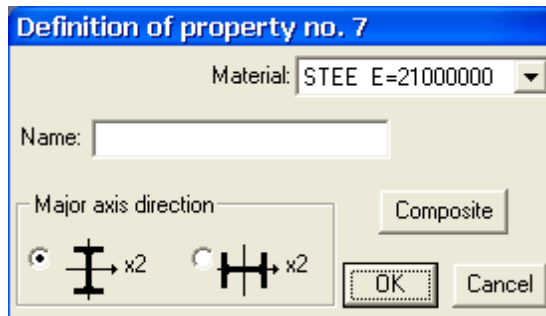 Definition of property no. 7
Material: STEE E=21000000
Name:
Major axis direction
Composite
x2 x2
OK Cancel